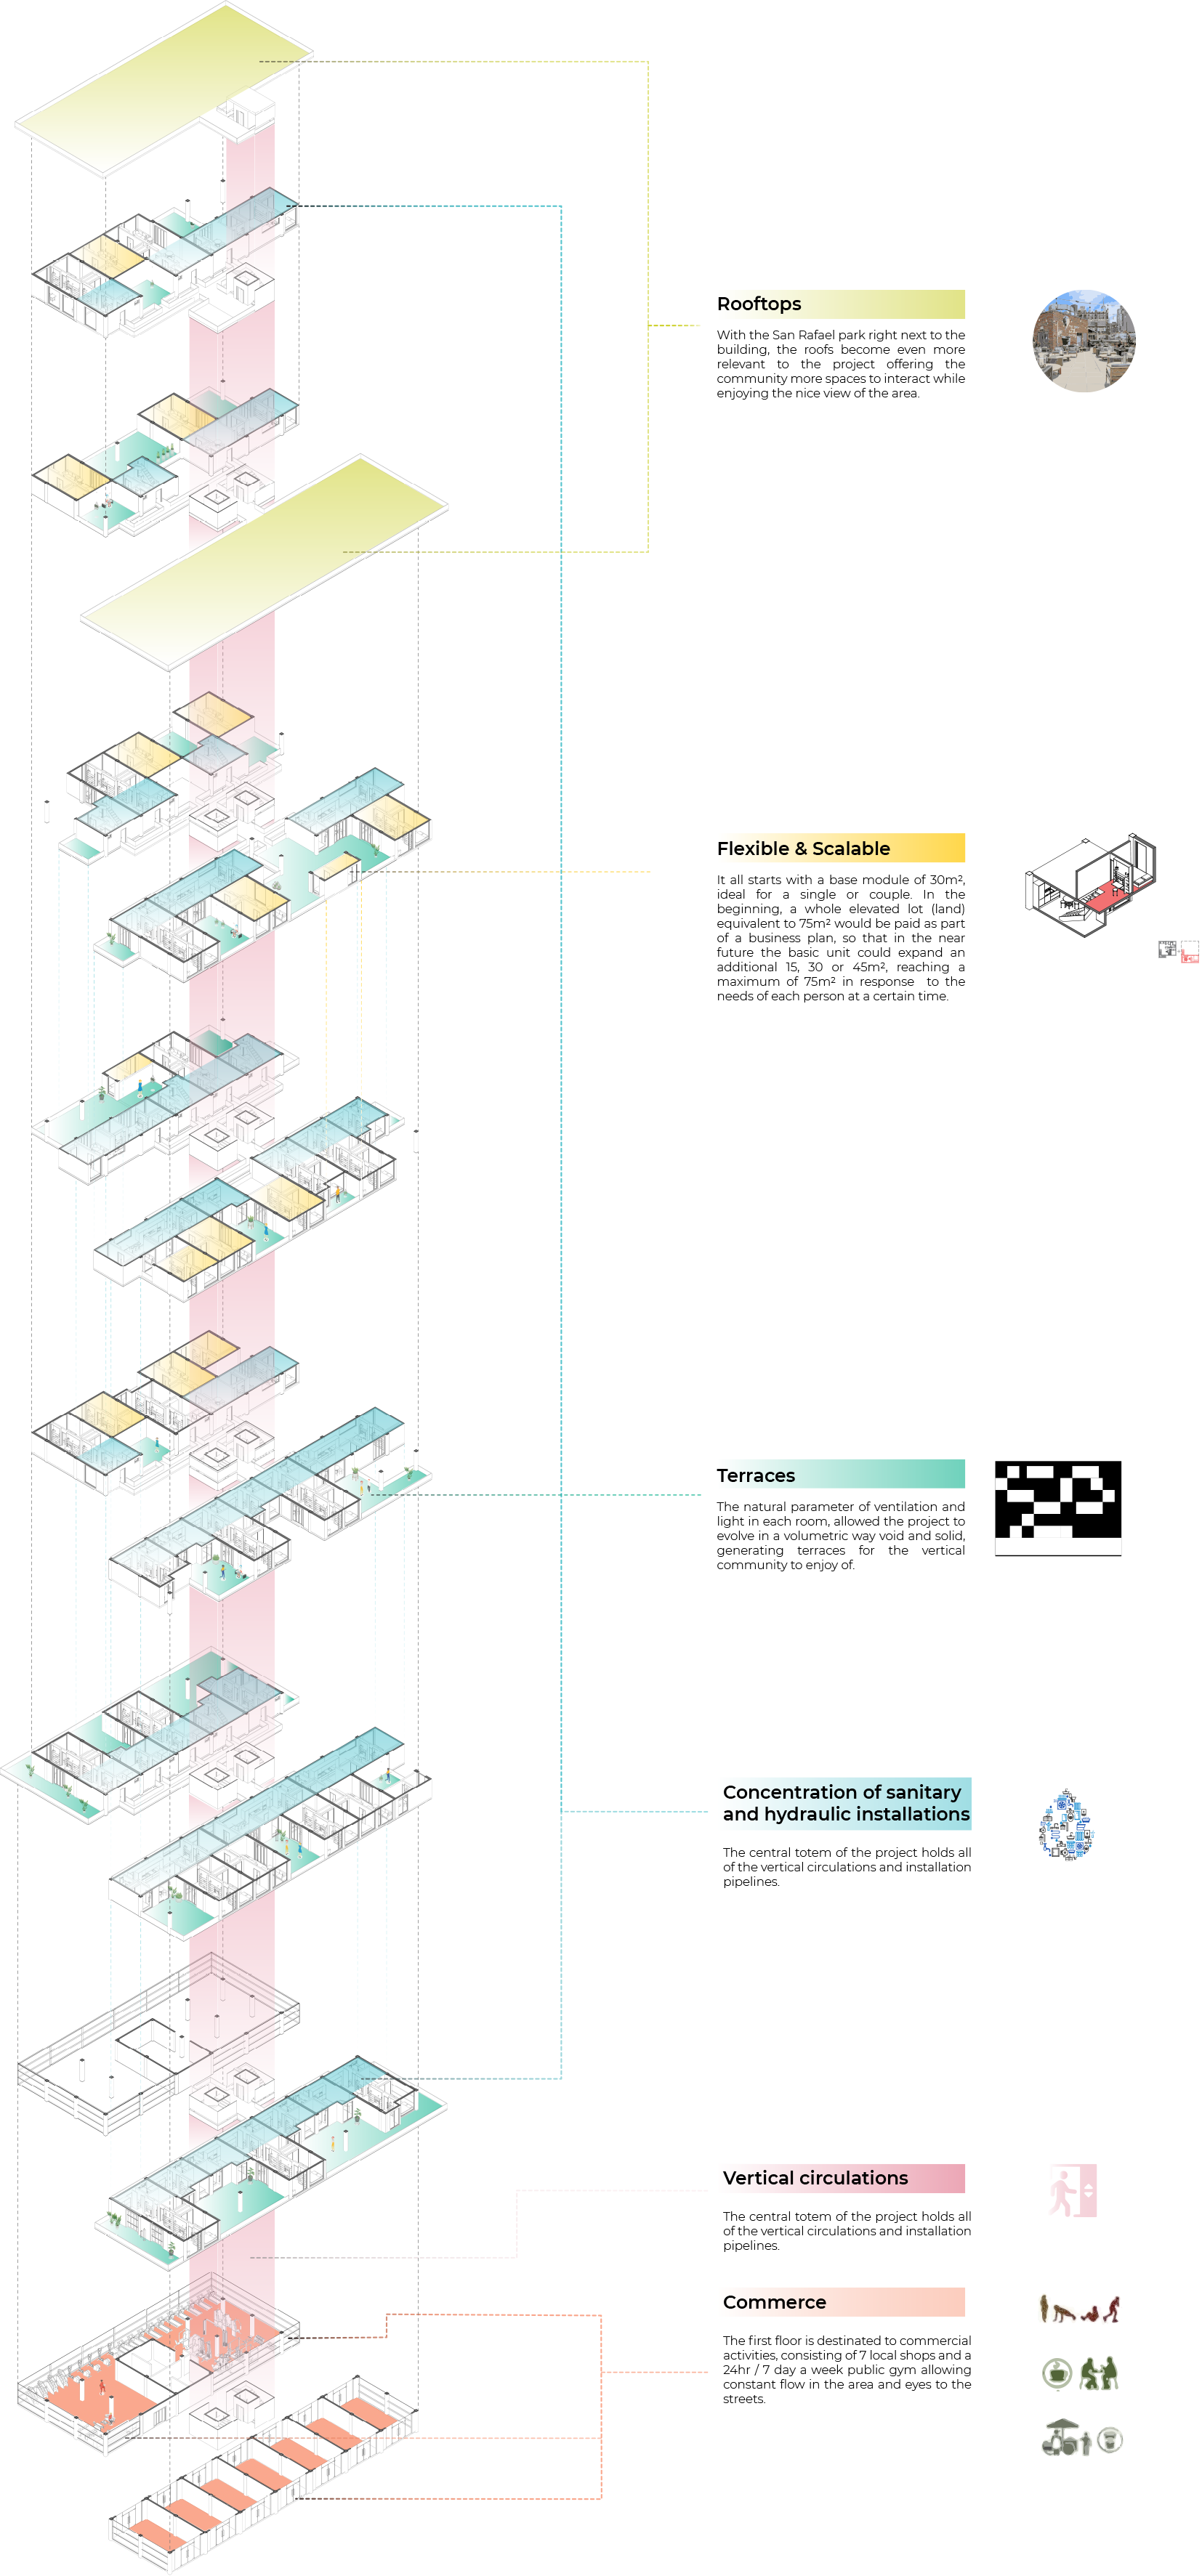 Rooftops
With the San Rafael park right next to the
building, the roofs become even more
relevant to the project offering the
community more spaces to interact while
enjoying the nice view of the area.
Flexible & Scalable
It all starts with a base module of 30m²,
ideal for a single or couple. In the
beginning, a whole elevated lot (land)
equivalent to 75m² would be paid as part
of a business plan, so that in the near
future the basic unit could expand an
additional 15, 30 or 45m², reaching a
maximum of 75m² in response to the
needs of each person at a certain time.
Terraces
The natural parameter of ventilation and
light in each room, allowed the project to
evolve in a volumetric way void and solid,
generating terraces for the vertical
community to enjoy of.
Concentration of sanitary
and hydraulic installations
The central totem of the project holds all
of the vertical circulations and installation
pipelines.
Vertical circulations
The central totem of the project holds all
of the vertical circulations and installation
pipelines.
Commerce
The first floor is destinated to commercial
activities, consisting of 7 local shops and a
24hr / 7 day a week public gym allowing
constant flow in the area and eyes to the
streets.